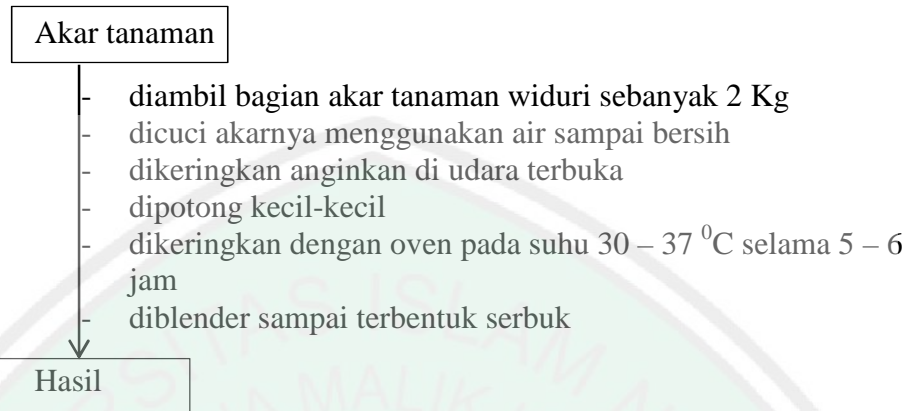 Akar tanaman
- diambil bagian akar tanaman widuri sebanyak 2 Kg
- dicuci akarnya menggunakan air sampai bersih
- dikeringkan anginkan di udara terbuka
- dipotong kecil-kecil
- dikeringkan dengan oven pada suhu 30 – 37 ⁰C selama 5 – 6
jam
- diblender sampai terbentuk serbuk
Hasil